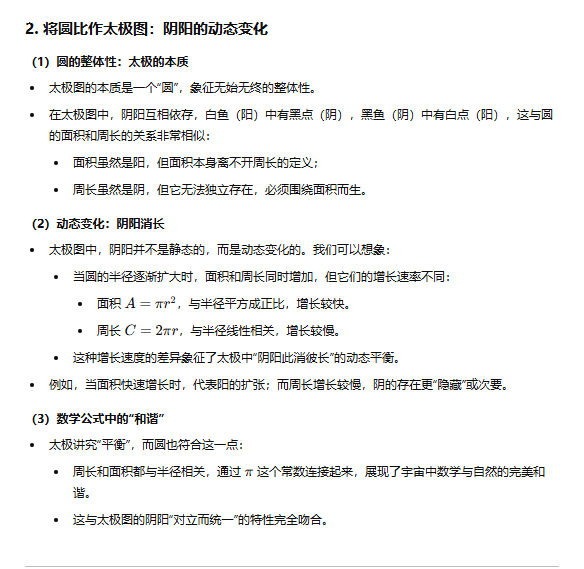 2. 将圆比作太极图：阴阳的动态变化
（1）圆的整体性：太极的本质
太极图的本质是一个“圆”，象征无始无终的整体性。
在太极图中，阴阳互相依存，白鱼（阳）中有黑点（阴），黑鱼（阴）中有白点（阳），这与圆
的面积和周长的关系非常相似：
面积虽然是阳，但面积本身离不开周长的定义；
周长虽然是阴，但它无法独立存在，必须围绕面积而生。
（2）动态变化：阴阳消长
太极图中，阴阳并不是静态的，而是动态变化的。我们可以想象：
当圆的半径逐渐扩大时，面积和周长同时增加，但它们的增长速率不同：
面积 A = πr²，与半径平方成正比，增长较快。
周长 C = 2πr，与半径线性相关，增长较慢。
这种增长速度的差异象征了太极中“阴阳此消彼长”的动态平衡。
例如，当面积快速增长时，代表阳的扩张；而周长增长较慢，阴的存在更“隐藏”或次要。
（3）数学公式中的“和谐”
太极讲究“平衡”，而圆也符合这一点：
周长和面积都与半径相关，通过 π 这个常数连接起来，展现了宇宙中数学与自然的完美和
谐。
这与太极图的阴阳“对立而统一”的特性完全吻合。